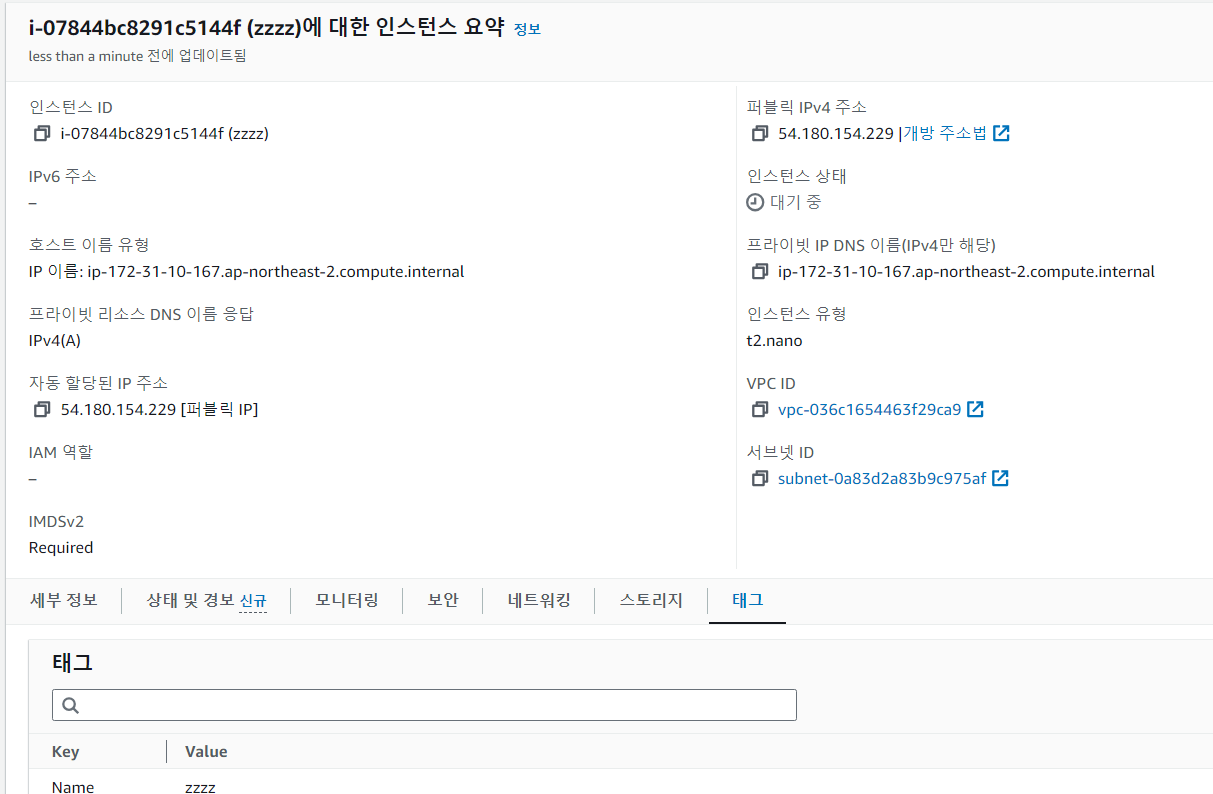 i-07844bc8291c5144f (zzzz)에 대한 인스턴스 요약 정보
less than a minute 전에 업데이트됨
인스턴스 ID
i-07844bc8291c5144f (zzzz)
IPv6 주소
–
호스트 이름 유형
IP 이름: ip-172-31-10-167.ap-northeast-2.compute.internal
프라이빗 리소스 DNS 이름 응답
IPv4(A)
자동 할당된 IP 주소
54.180.154.229 [퍼블릭 IP]
IAM 역할
–
IMDSv2
Required
퍼블릭 IPv4 주소
54.180.154.229 |개방 주소법
인스턴스 상태
대기 중
프라이빗 IP DNS 이름(IPv4만 해당)
ip-172-31-10-167.ap-northeast-2.compute.internal
인스턴스 유형
t2.nano
VPC ID
vpc-036c1654463f29ca9
서브넷 ID
subnet-0a83d2a83b9c975af
세부 정보 상태 및 경보 신규 모니터링 보안 네트워킹 스토리지 태그
태그
Key Value
Name zzzz